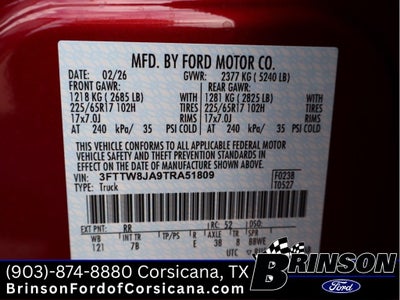 MFD. BY FORD MOTOR CO.
DATE: 02/26 GVWR: 2377 KG ( 5240 LB)
FRONT GAWR: REAR GAWR:
1218 KG ( 2685 LB) WITH 1281 KG ( 2825 LB) WITH
225/65R17 102H TIRES 225/65R17 102H TIRES
17x7.0J RIMS 17x7.0J RIMS
AT 240 kPa/ 35 PSI COLD AT 240 kPa/ 35 PSI COLD
THIS VEHICLE CONFORMS TO ALL APPLICABLE FEDERAL MOTOR
VEHICLE SAFETY AND THEFT PREVENTION STANDARDS IN
EFFECT ON THE DATE OF MANUFACTURE SHOWN ABOVE.
VIN: 3FTTW8JA9TRA51809 F0238
TYPE: Truck T0527
EXT PNT: RR RC: 52 DSO:
WB INT TR TP/PS R AXLE TR SPR
121 7B E 38 8 BBWE
(903)-874-8880 Corsicana, TX
BrinsonFordofCorsicana.com
BRINSON
Ford